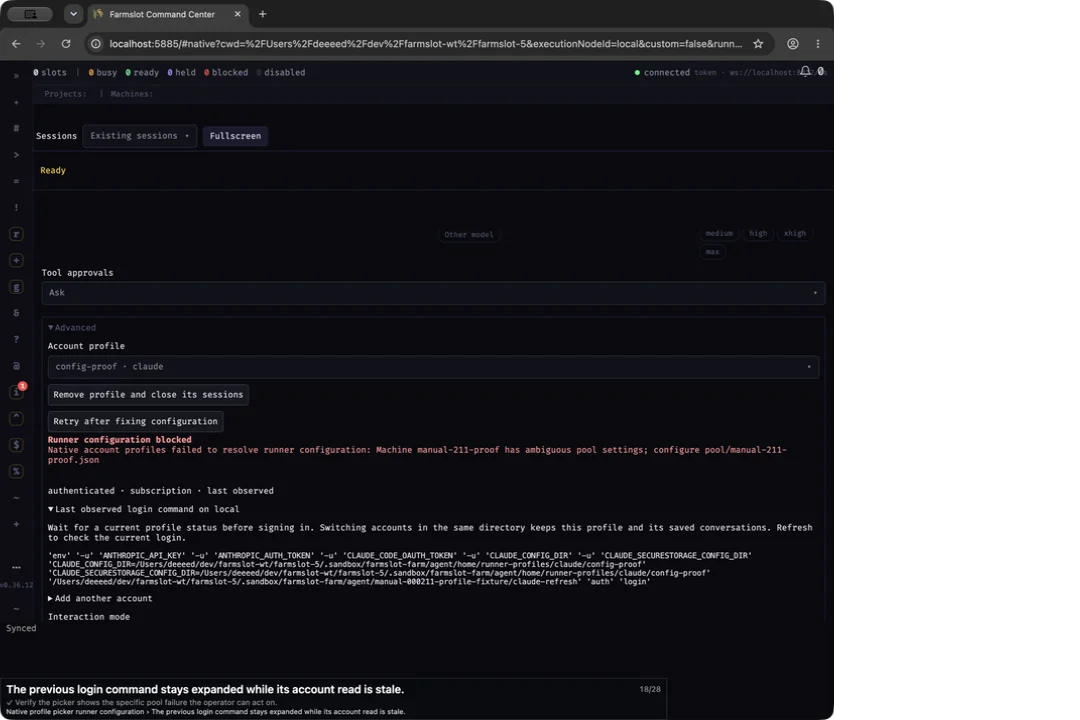 Farmslot Command Center
localhost:5885/#native?cwd=%2FUsers%2Fdeeeed%2Fdev%2Ffarmslot-wt%2Ffarmslot-5&executionNodeId=local&custom=false&runn...
0 slots | 0 busy 0 ready 0 held 0 blocked 0 disabled
connected token · ws://localhost:
0
Projects: | Machines:
Sessions Existing sessions Fullscreen
Ready
Other model
medium high xhigh
max
Tool approvals
Ask
▼Advanced
Account profile
config-proof · claude
Remove profile and close its sessions
Retry after fixing configuration
Runner configuration blocked
Native account profiles failed to resolve runner configuration: Machine manual-211-proof has ambiguous pool settings; configure pool/manual-211-
proof.json
authenticated · subscription · last observed
▼Last observed login command on local
Wait for a current profile status before signing in. Switching accounts in the same directory keeps this profile and its saved conversations. Refresh
to check the current login.
'env' '-u' 'ANTHROPIC_API_KEY' '-u' 'ANTHROPIC_AUTH_TOKEN' '-u' 'CLAUDE_CODE_OAUTH_TOKEN' '-u' 'CLAUDE_CONFIG_DIR' '-u' 'CLAUDE_SECURESTORAGE_CONFIG_DIR'
'CLAUDE_CONFIG_DIR=/Users/deeeed/dev/farmslot-wt/farmslot-5/.sandbox/farmslot-farm/agent/home/runner-profiles/claude/config-proof'
'CLAUDE_SECURESTORAGE_CONFIG_DIR=/Users/deeeed/dev/farmslot-wt/farmslot-5/.sandbox/farmslot-farm/agent/home/runner-profiles/claude/config-proof'
'/Users/deeeed/dev/farmslot-wt/farmslot-5/.sandbox/farmslot-farm/agent/manual-000211-profile-fixture/claude-refresh' 'auth' 'login'
▶Add another account
Interaction mode
»
+
#
>
=
!
r
+
g
&
?
@
i 1
^
$
%
~
+
...
v0.36.12
~
Synced
The previous login command stays expanded while its account read is stale.
18/28
✓ Verify the picker shows the specific pool failure the operator can act on.
Native profile picker runner configuration › The previous login command stays expanded while its account read is stale.